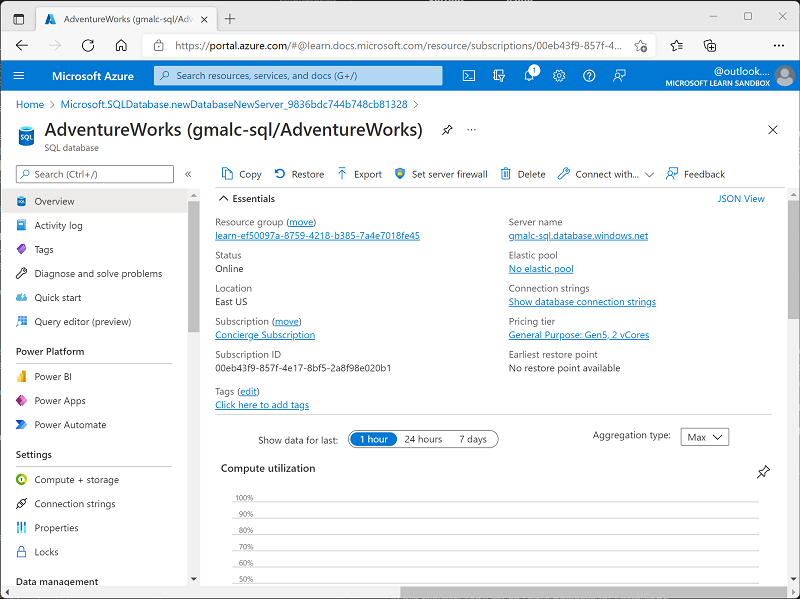 AdventureWorks (gmalc-sql/Adv
https://portal.azure.com/#@learn.docs.microsoft.com/resource/subscriptions/00eb43f9-857f-4...
Microsoft Azure
Search resources, services, and docs (G+/)
1
@outlook....
MICROSOFT LEARN SANDBOX
Home > Microsoft.SQLDatabase.newDatabaseNewServer_9836bdc744b748cb81328 >
SQL
AdventureWorks (gmalc-sql/AdventureWorks)
SQL database
Search (Ctrl+/)
Copy Restore Export Set server firewall Delete Connect with... Feedback
Overview
Activity log
Tags
Diagnose and solve problems
Quick start
Query editor (preview)
Power Platform
Power BI
Power Apps
Power Automate
Settings
Compute + storage
Connection strings
Properties
Locks
Data management
Essentials
JSON View
Resource group (move)
learn-ef50097a-8759-4218-b385-7a4e7018fe45
Status
Online
Location
East US
Subscription (move)
Concierge Subscription
Subscription ID
00eb43f9-857f-4e17-8bf5-2a8f98e020b1
Tags (edit)
Click here to add tags
Server name
gmalc-sql.database.windows.net
Elastic pool
No elastic pool
Connection strings
Show database connection strings
Pricing tier
General Purpose: Gen5, 2 vCores
Earliest restore point
No restore point available
Show data for last: 1 hour 24 hours 7 days
Aggregation type: Max
Compute utilization
100%
90%
80%
70%
60%
50%